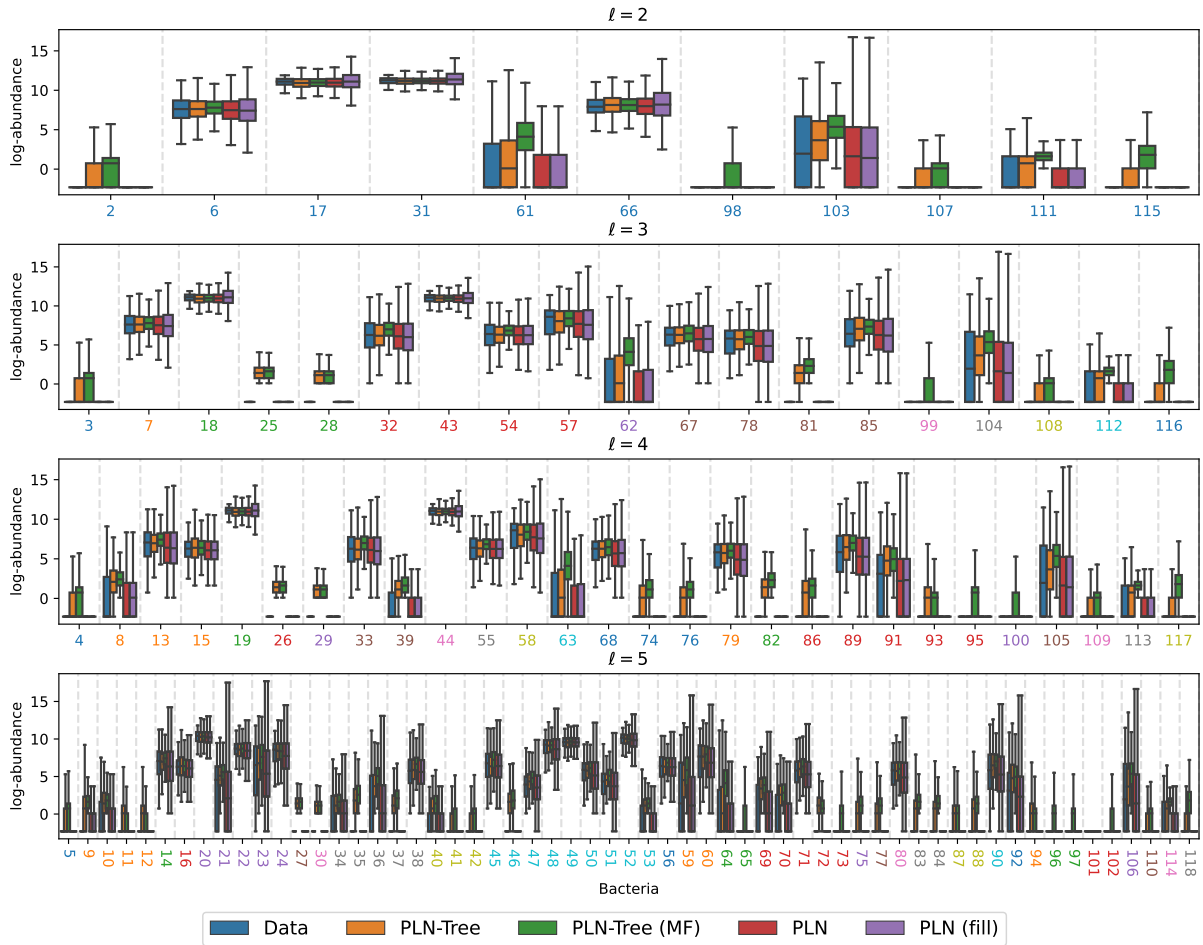 ℓ = 2
log-abundance
15
10
5
0
2 6 17 31 61 66 98 103 107 111 115
ℓ = 3
log-abundance
15
10
5
0
3 7 18 25 28 32 43 54 57 62 67 78 81 85 99 104 108 112 116
ℓ = 4
log-abundance
15
10
5
0
4 8 13 15 19 26 29 33 39 44 55 58 63 68 74 76 79 82 86 89 91 93 95 100 105 109 113 117
ℓ = 5
log-abundance
15
10
5
0
5 9 10 11 12 14 16 20 21 22 23 24 27 30 34 35 36 37 38 40 41 42 45 46 47 48 49 50 51 52 53 56 59 60 64 65 69 70 71 72 73 75 77 80 83 84 87 88 90 92 94 96 97 101 102 106 110 114 118
Bacteria
Data PLN-Tree PLN-Tree (MF) PLN PLN (fill)